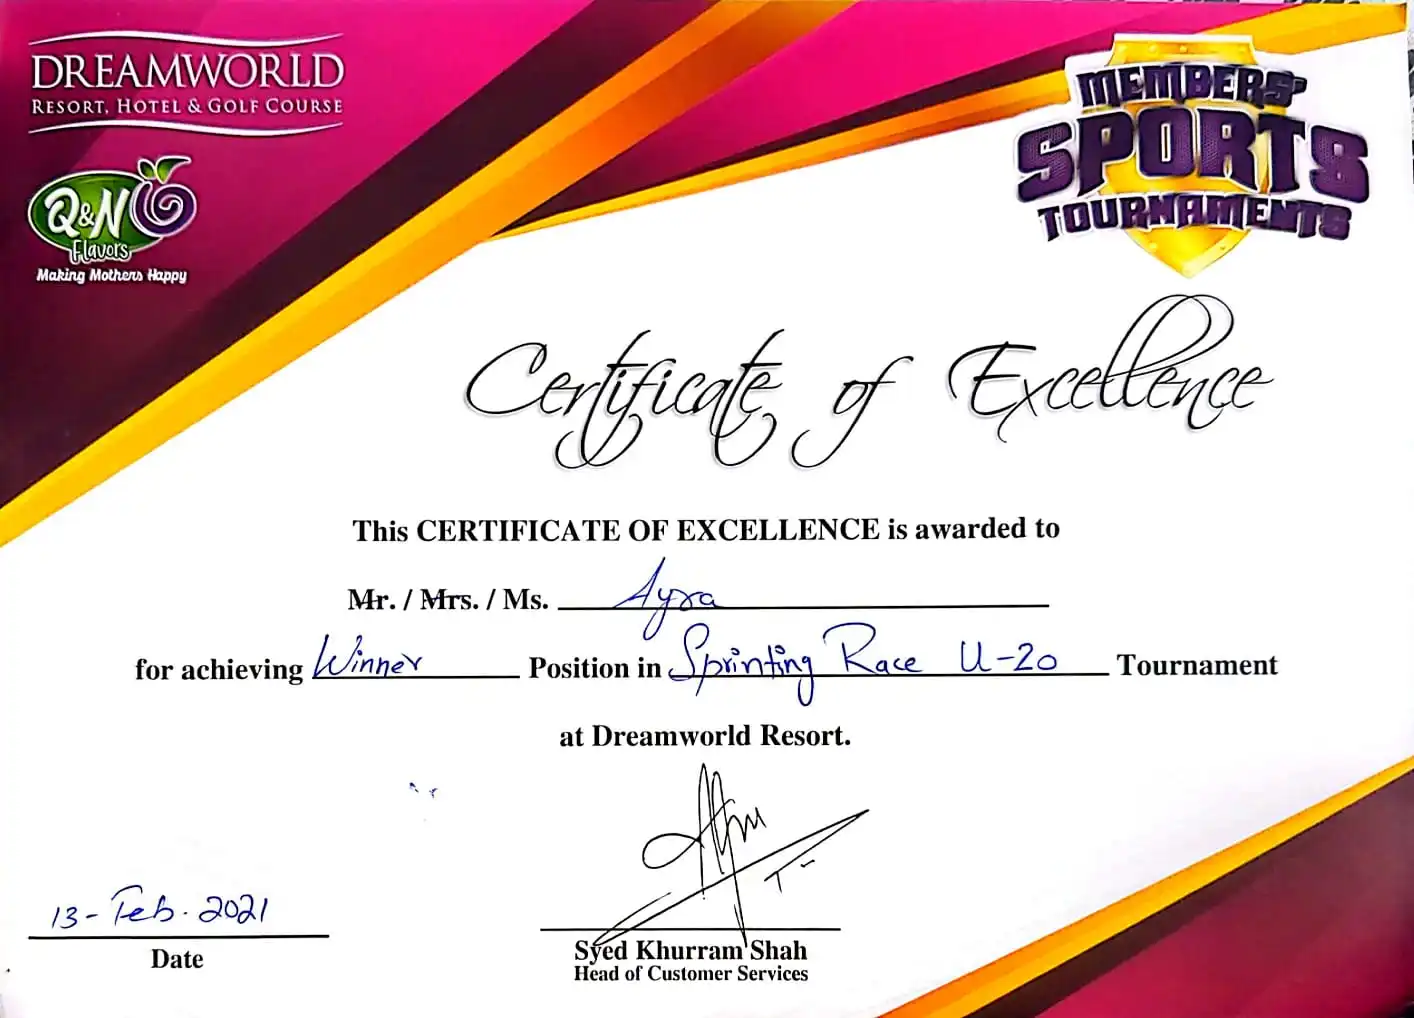 DREAMWORLD
RESORT, HOTEL & GOLF COURSE
Q&N
Flavors
Making Mothers Happy
MEMBERS'
SPORTS
TOURNAMENTS
Certificate of Excellence
This CERTIFICATE OF EXCELLENCE is awarded to
Mr. / Mrs. / Ms. Ayra
for achieving Winner Position in Sprinting Race U-20 Tournament
at Dreamworld Resort.
13-Feb.2021
Date
Syed Khurram Shah
Head of Customer Services